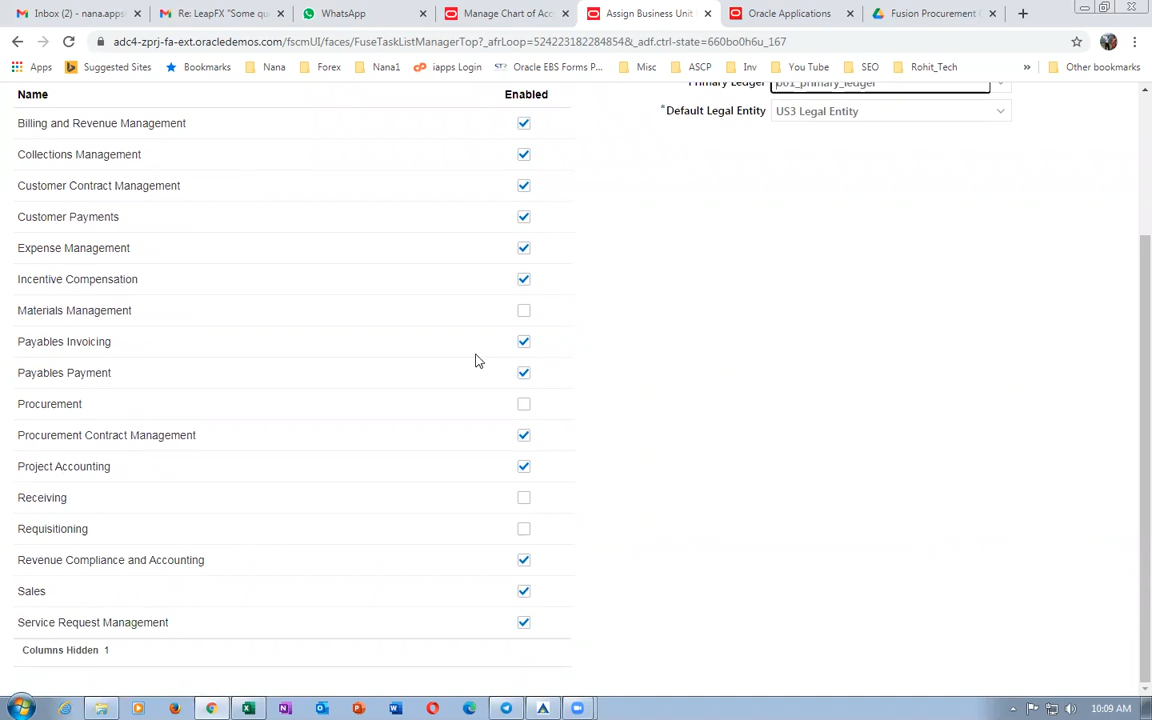 Inbox (2) - nana.apps
Re: LeapFX "Some qu
WhatsApp
Manage Chart of Acc
Assign Business Unit
Oracle Applications
Fusion Procurement
adc4-zprj-fa-ext.oracledemos.com/fscmUI/faces/FuseTaskListManagerTop?_afrLoop=52422318228485​4&_adf.ctrl-state=660bo0h6u_167
Apps Suggested Sites Bookmarks Nana Forex Nana1 iapps Login Oracle EBS Forms P... Misc ASCP Inv You Tube SEO Rohit_Tech » Other bookmarks
Name Enabled
Primary Ledger b01_primary_ledger
*Default Legal Entity US3 Legal Entity
Billing and Revenue Management
Collections Management
Customer Contract Management
Customer Payments
Expense Management
Incentive Compensation
Materials Management
Payables Invoicing
Payables Payment
Procurement
Procurement Contract Management
Project Accounting
Receiving
Requisitioning
Revenue Compliance and Accounting
Sales
Service Request Management
Columns Hidden 1
10:09 AM